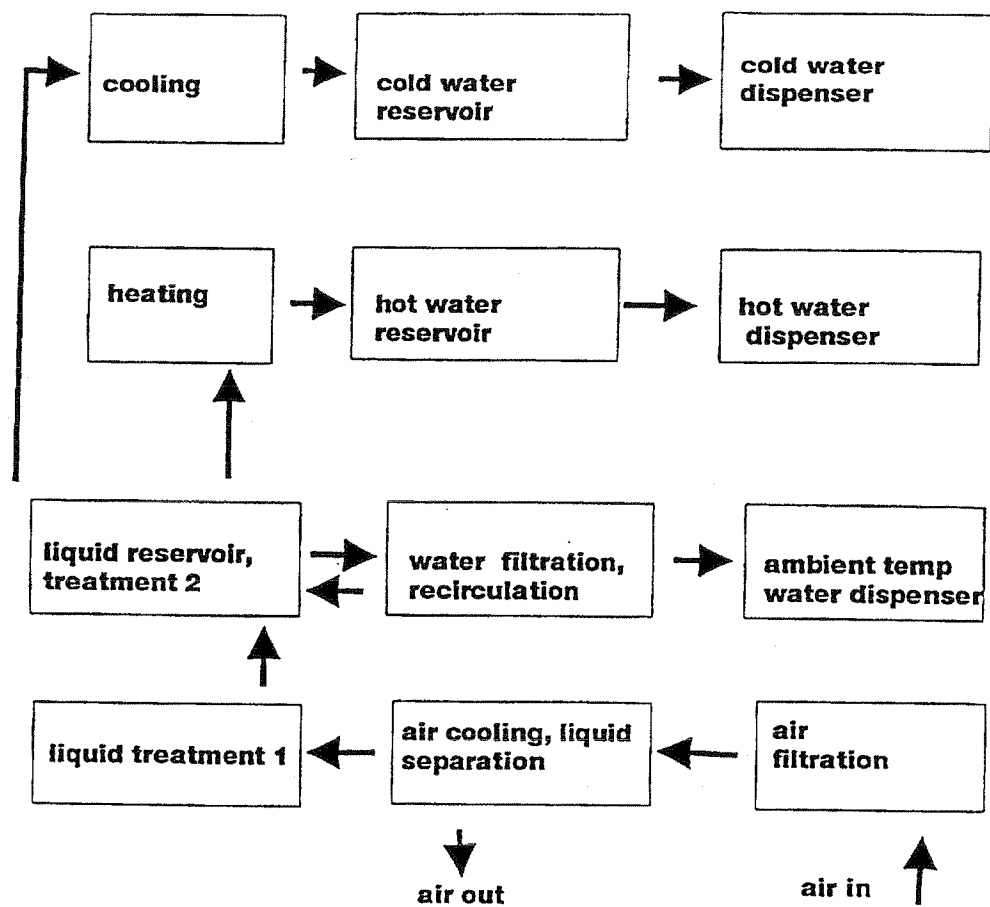 cooling
cold water
reservoir
cold water
dispenser
heating
hot water
reservoir
hot water
dispenser
liquid reservoir,
treatment 2
water filtration,
recirculation
ambient temp
water dispenser
liquid treatment 1
air cooling, liquid
separation
air
filtration
air out
air in